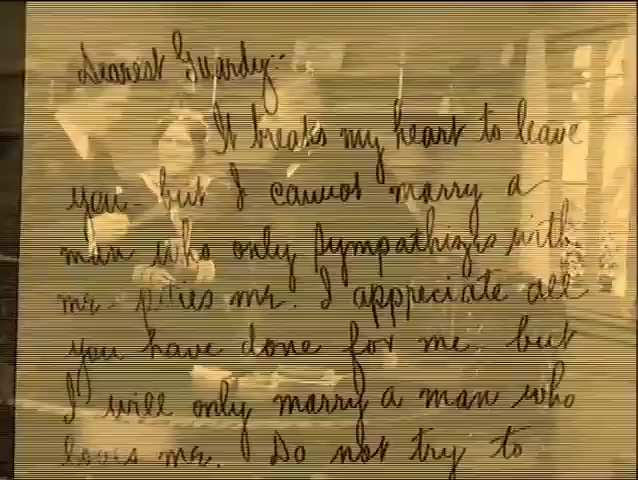 Dearest Guardy:-
It breaks my heart to leave
you - but I cannot marry a
man who only sympathizes with
me - pities me. I appreciate all
you have done for me but
I will only marry a man who
loves me. Do not try to